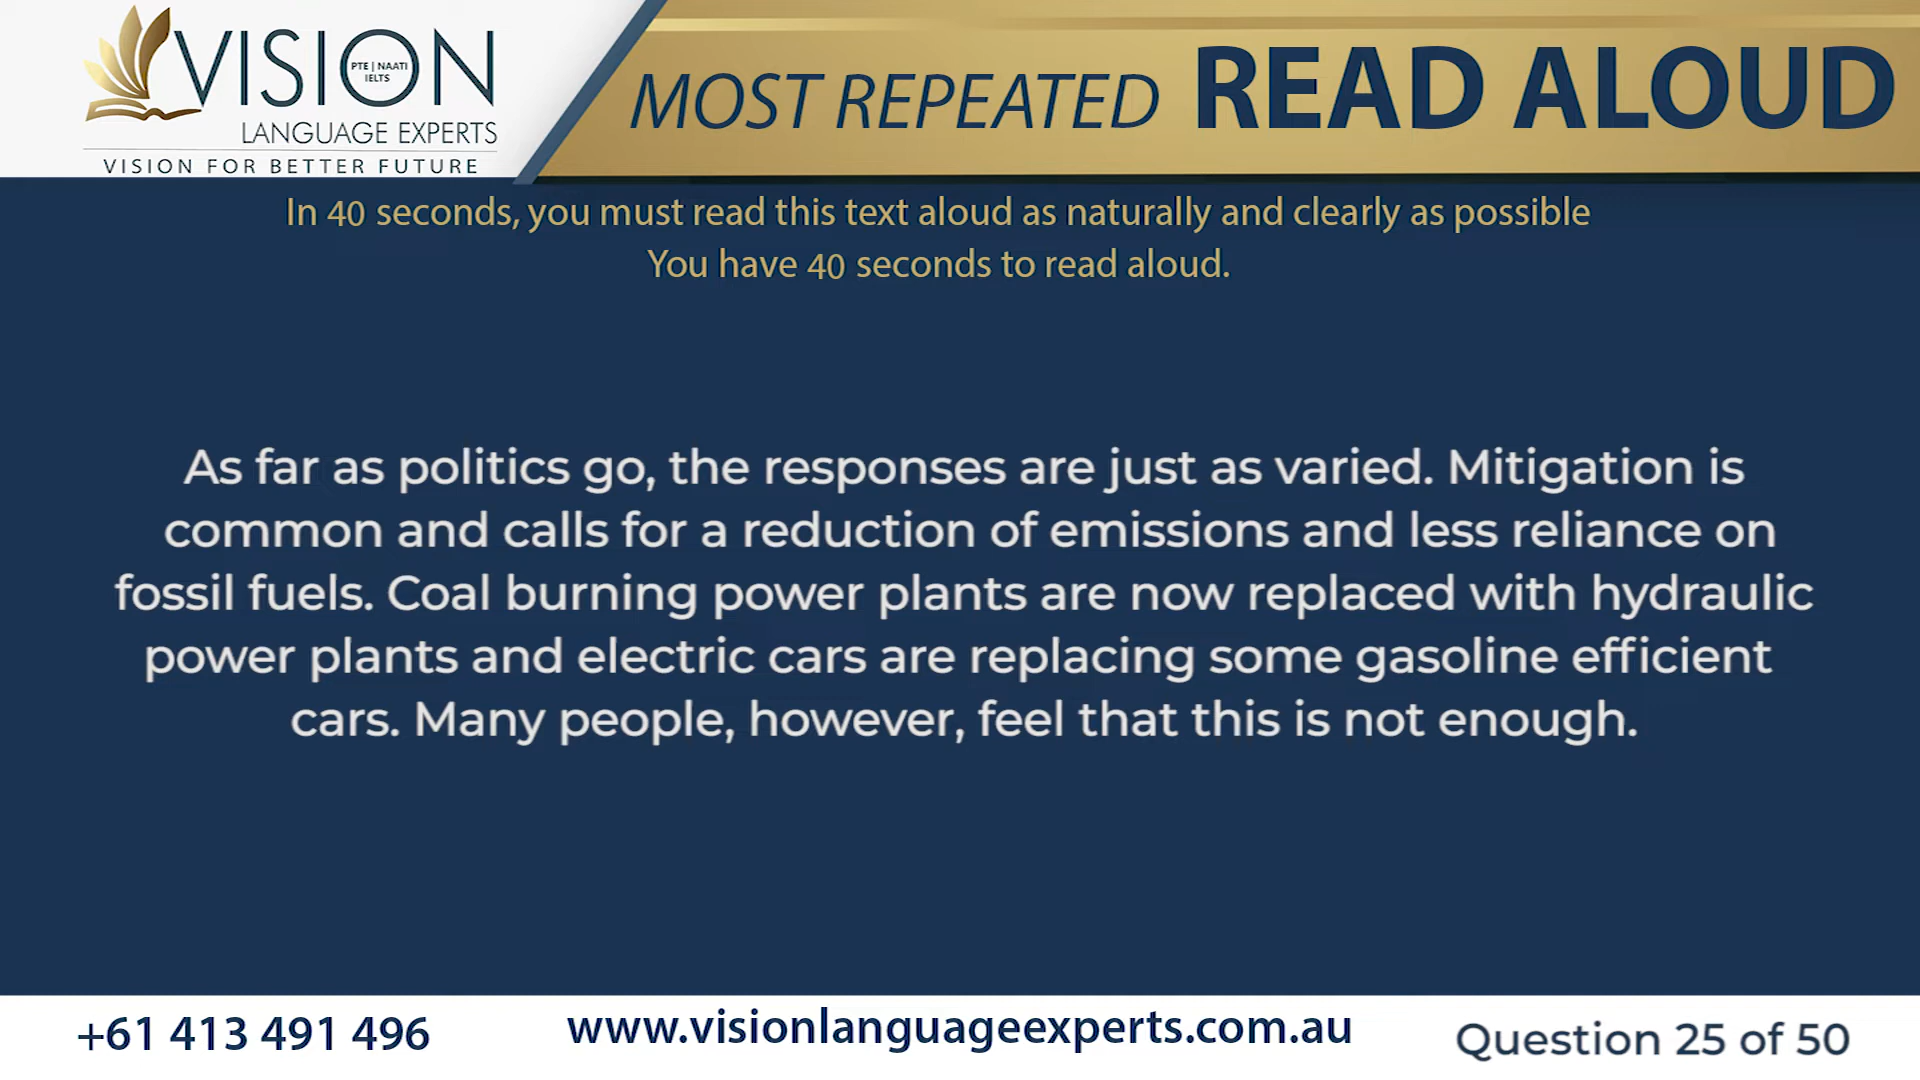 VISION
PTE | NAATI
IELTS
LANGUAGE EXPERTS
VISION FOR BETTER FUTURE
MOST REPEATED READ ALOUD
In 40 seconds, you must read this text aloud as naturally and clearly as possible
You have 40 seconds to read aloud.
As far as politics go, the responses are just as varied. Mitigation is
common and calls for a reduction of emissions and less reliance on
fossil fuels. Coal burning power plants are now replaced with hydraulic
power plants and electric cars are replacing some gasoline efficient
cars. Many people, however, feel that this is not enough.
+61 413 491 496
www.visionlanguageexperts.com.au
Question 25 of 50